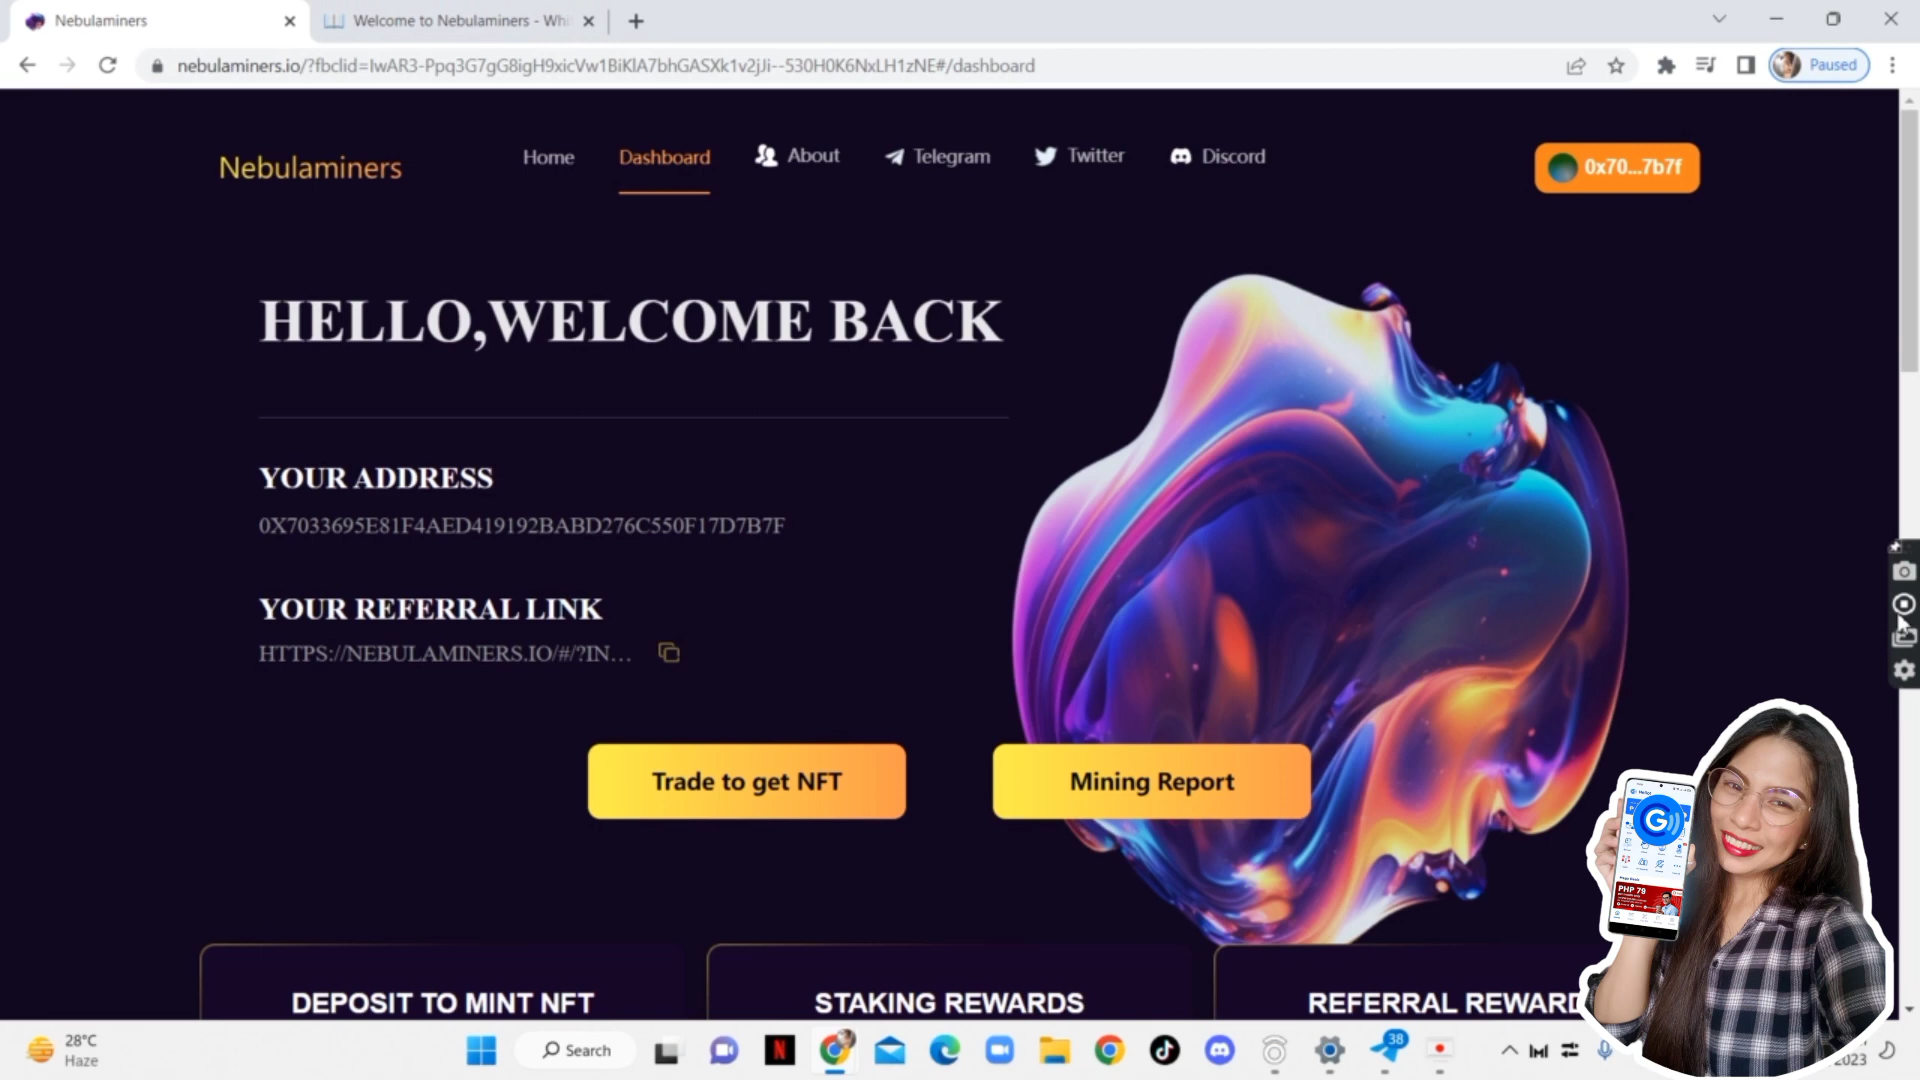 Nebulaminers
Welcome to Nebulaminers - Whi
nebulaminers.io/?fbclid=IwAR3-Ppq3G7gG8igH9xicVw1BiKlA7bhGASXk1v2jJi--530H0K6NxLH1zNE#/dashboard
Paused
Nebulaminers
Home
Dashboard
About
Telegram
Twitter
Discord
0x70...7b7f
HELLO,WELCOME BACK
YOUR ADDRESS
0X7033695E81F4AED419192BABD276C550F17D7B7F
YOUR REFERRAL LINK
HTTPS://NEBULAMINERS.IO/#/?IN...
Trade to get NFT
Mining Report
Hello!
G
PHP 79
DEPOSIT TO MINT NFT
STAKING REWARDS
REFERRAL REWARD
28°C
Haze
Search
N
38
2023